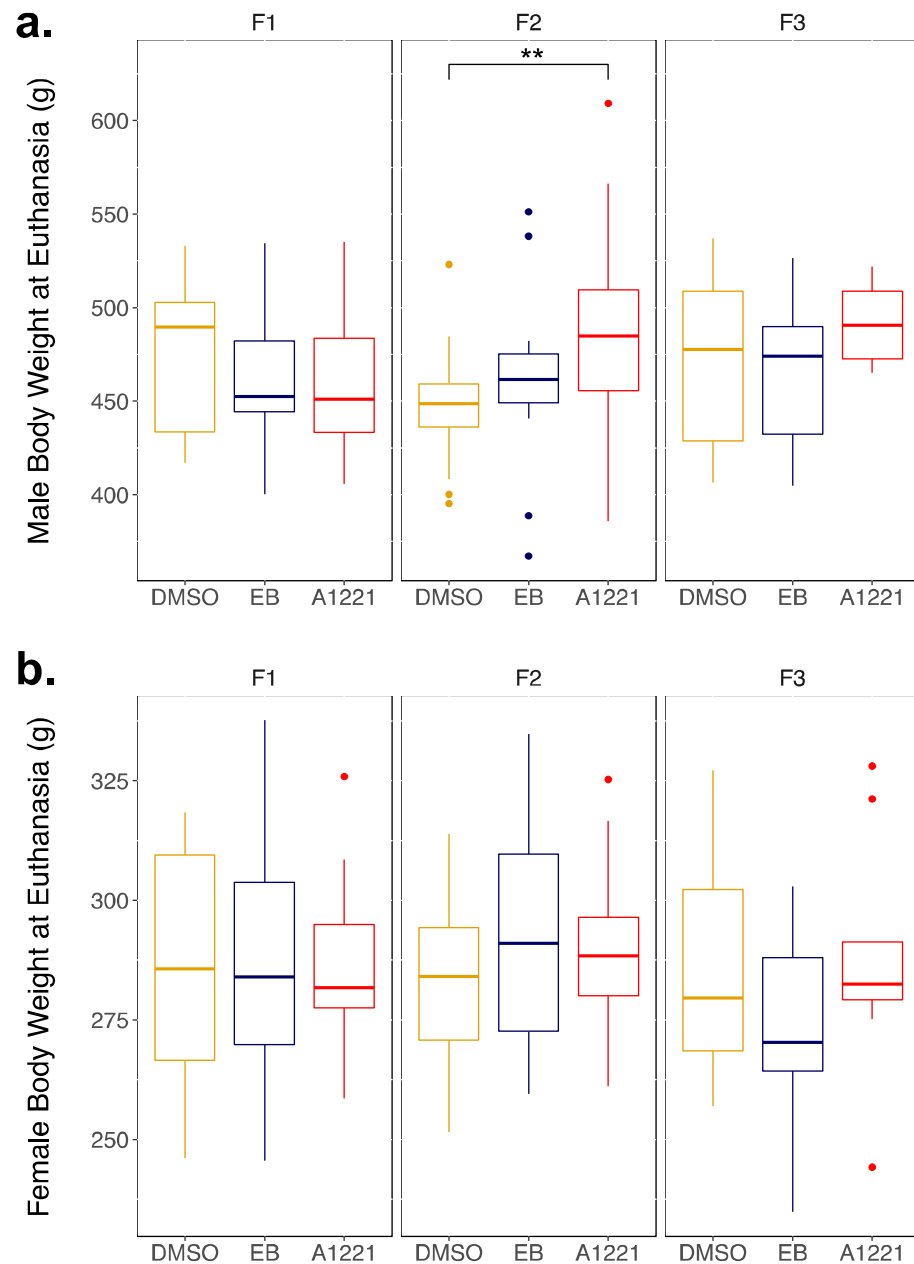 a.
F1 F2 F3
**
Male Body Weight at Euthanasia (g)
600
550
500
450
400
DMSO EB A1221 DMSO EB A1221 DMSO EB A1221
b.
F1 F2 F3
Female Body Weight at Euthanasia (g)
325
300
275
250
DMSO EB A1221 DMSO EB A1221 DMSO EB A1221